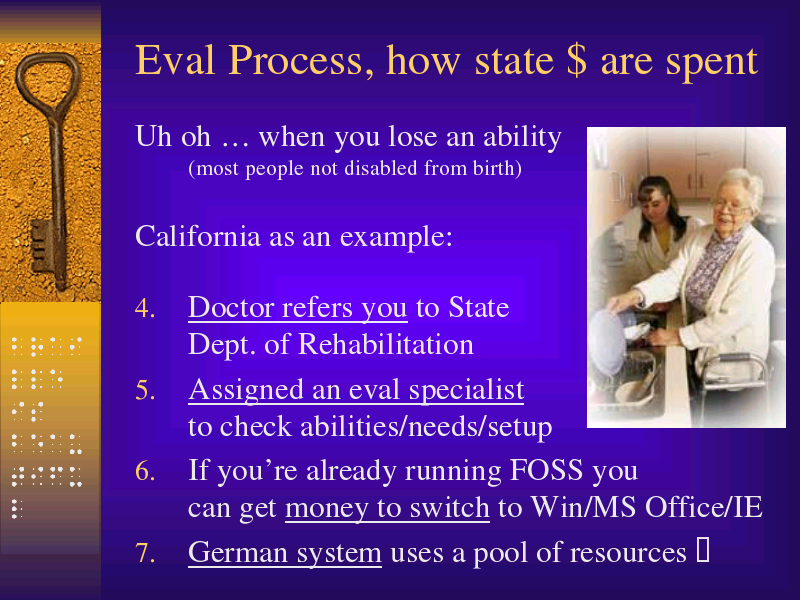 Eval Process, how state $ are spent
Uh oh … when you lose an ability
(most people not disabled from birth)
California as an example:
4. Doctor refers you to State
Dept. of Rehabilitation
5. Assigned an eval specialist
to check abilities/needs/setup
6. If you’re already running FOSS you
can get money to switch to Win/MS Office/IE
7. German system uses a pool of resources